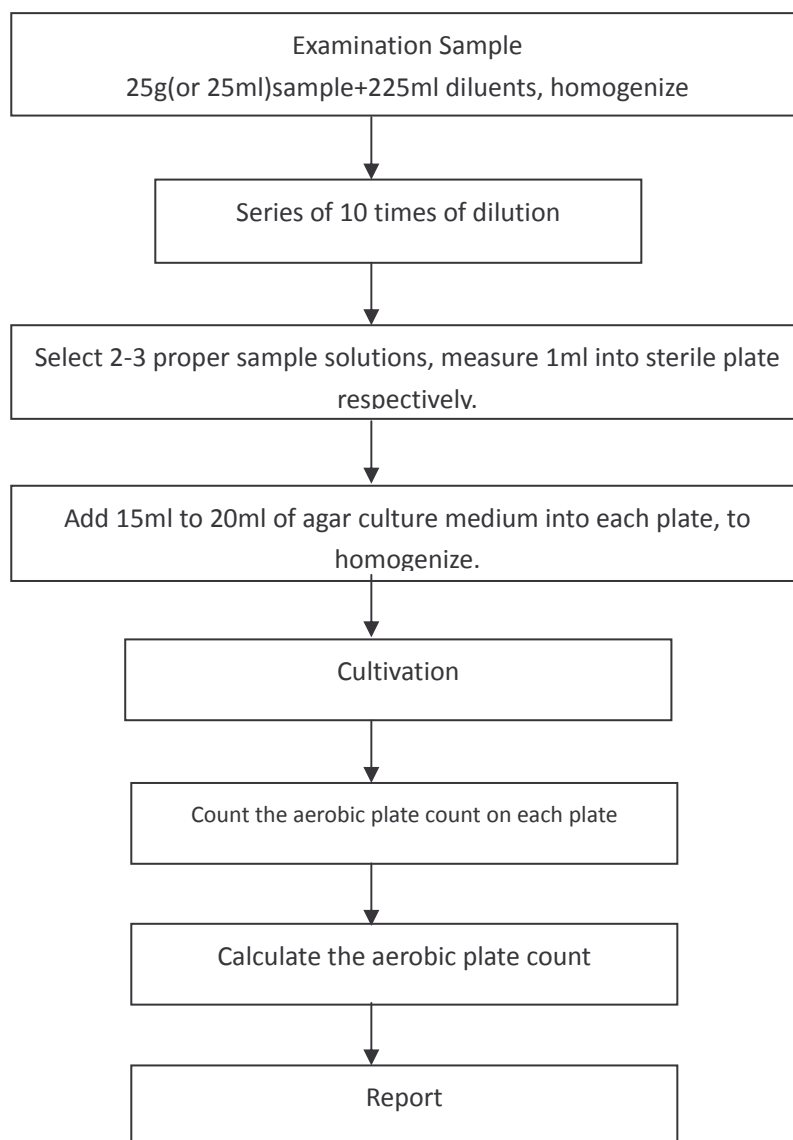 Examination Sample
25g(or 25ml)sample+225ml diluents, homogenize
Series of 10 times of dilution
Select 2-3 proper sample solutions, measure 1ml into sterile plate
respectively.
Add 15ml to 20ml of agar culture medium into each plate, to
homogenize.
Cultivation
Count the aerobic plate count on each plate
Calculate the aerobic plate count
Report